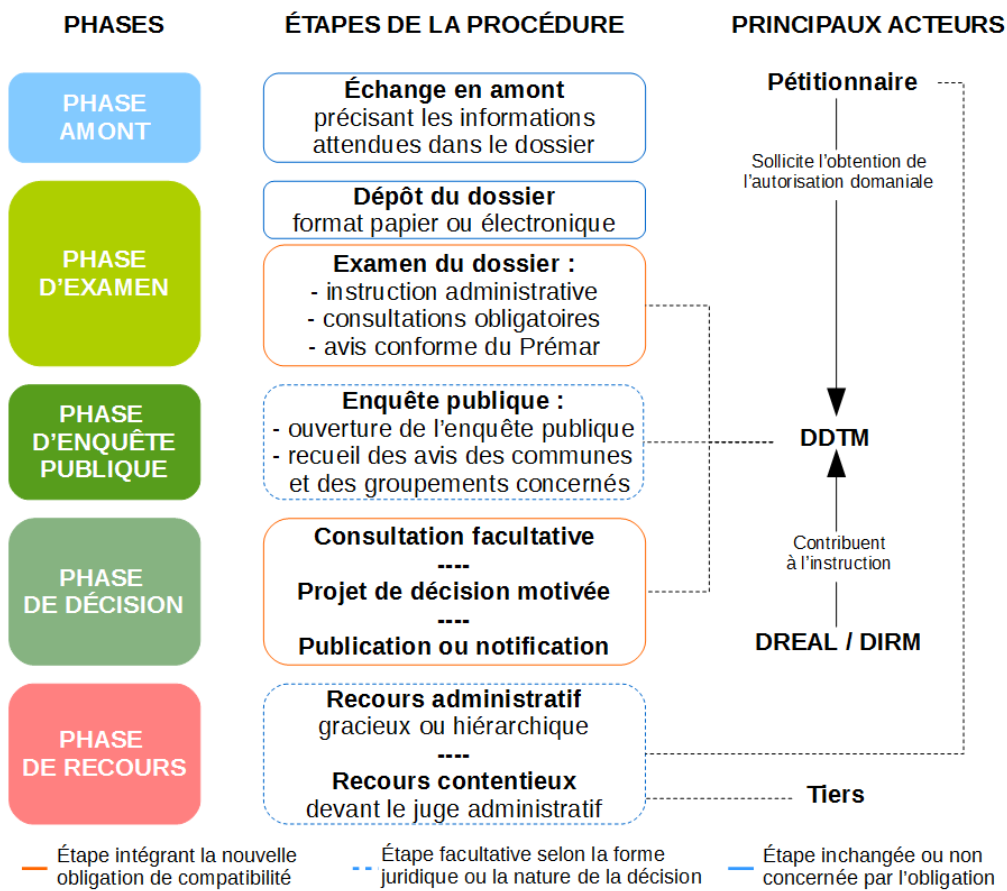 PHASES
ÉTAPES DE LA PROCÉDURE
PRINCIPAUX ACTEURS
PHASE
AMONT
Échange en amont
précisant les informations
attendues dans le dossier
Pétitionnaire
Sollicite l'obtention de
l'autorisation domaniale
PHASE
D'EXAMEN
Dépôt du dossier
format papier ou électronique
Examen du dossier :
- instruction administrative
- consultations obligatoires
- avis conforme du Prémar
PHASE
D'ENQUÊTE
PUBLIQUE
Enquête publique :
- ouverture de l'enquête publique
- recueil des avis des communes
et des groupements concernés
DDTM
Contribuent
à l'instruction
DREAL / DIRM
PHASE
DE DÉCISION
Consultation facultative
----
Projet de décision motivée
----
Publication ou notification
PHASE
DE RECOURS
Recours administratif
gracieux ou hiérarchique
----
Recours contentieux
devant le juge administratif
Tiers
Étape intégrant la nouvelle
obligation de compatibilité
Étape facultative selon la forme
juridique ou la nature de la décision
Étape inchangée ou non
concernée par l'obligation